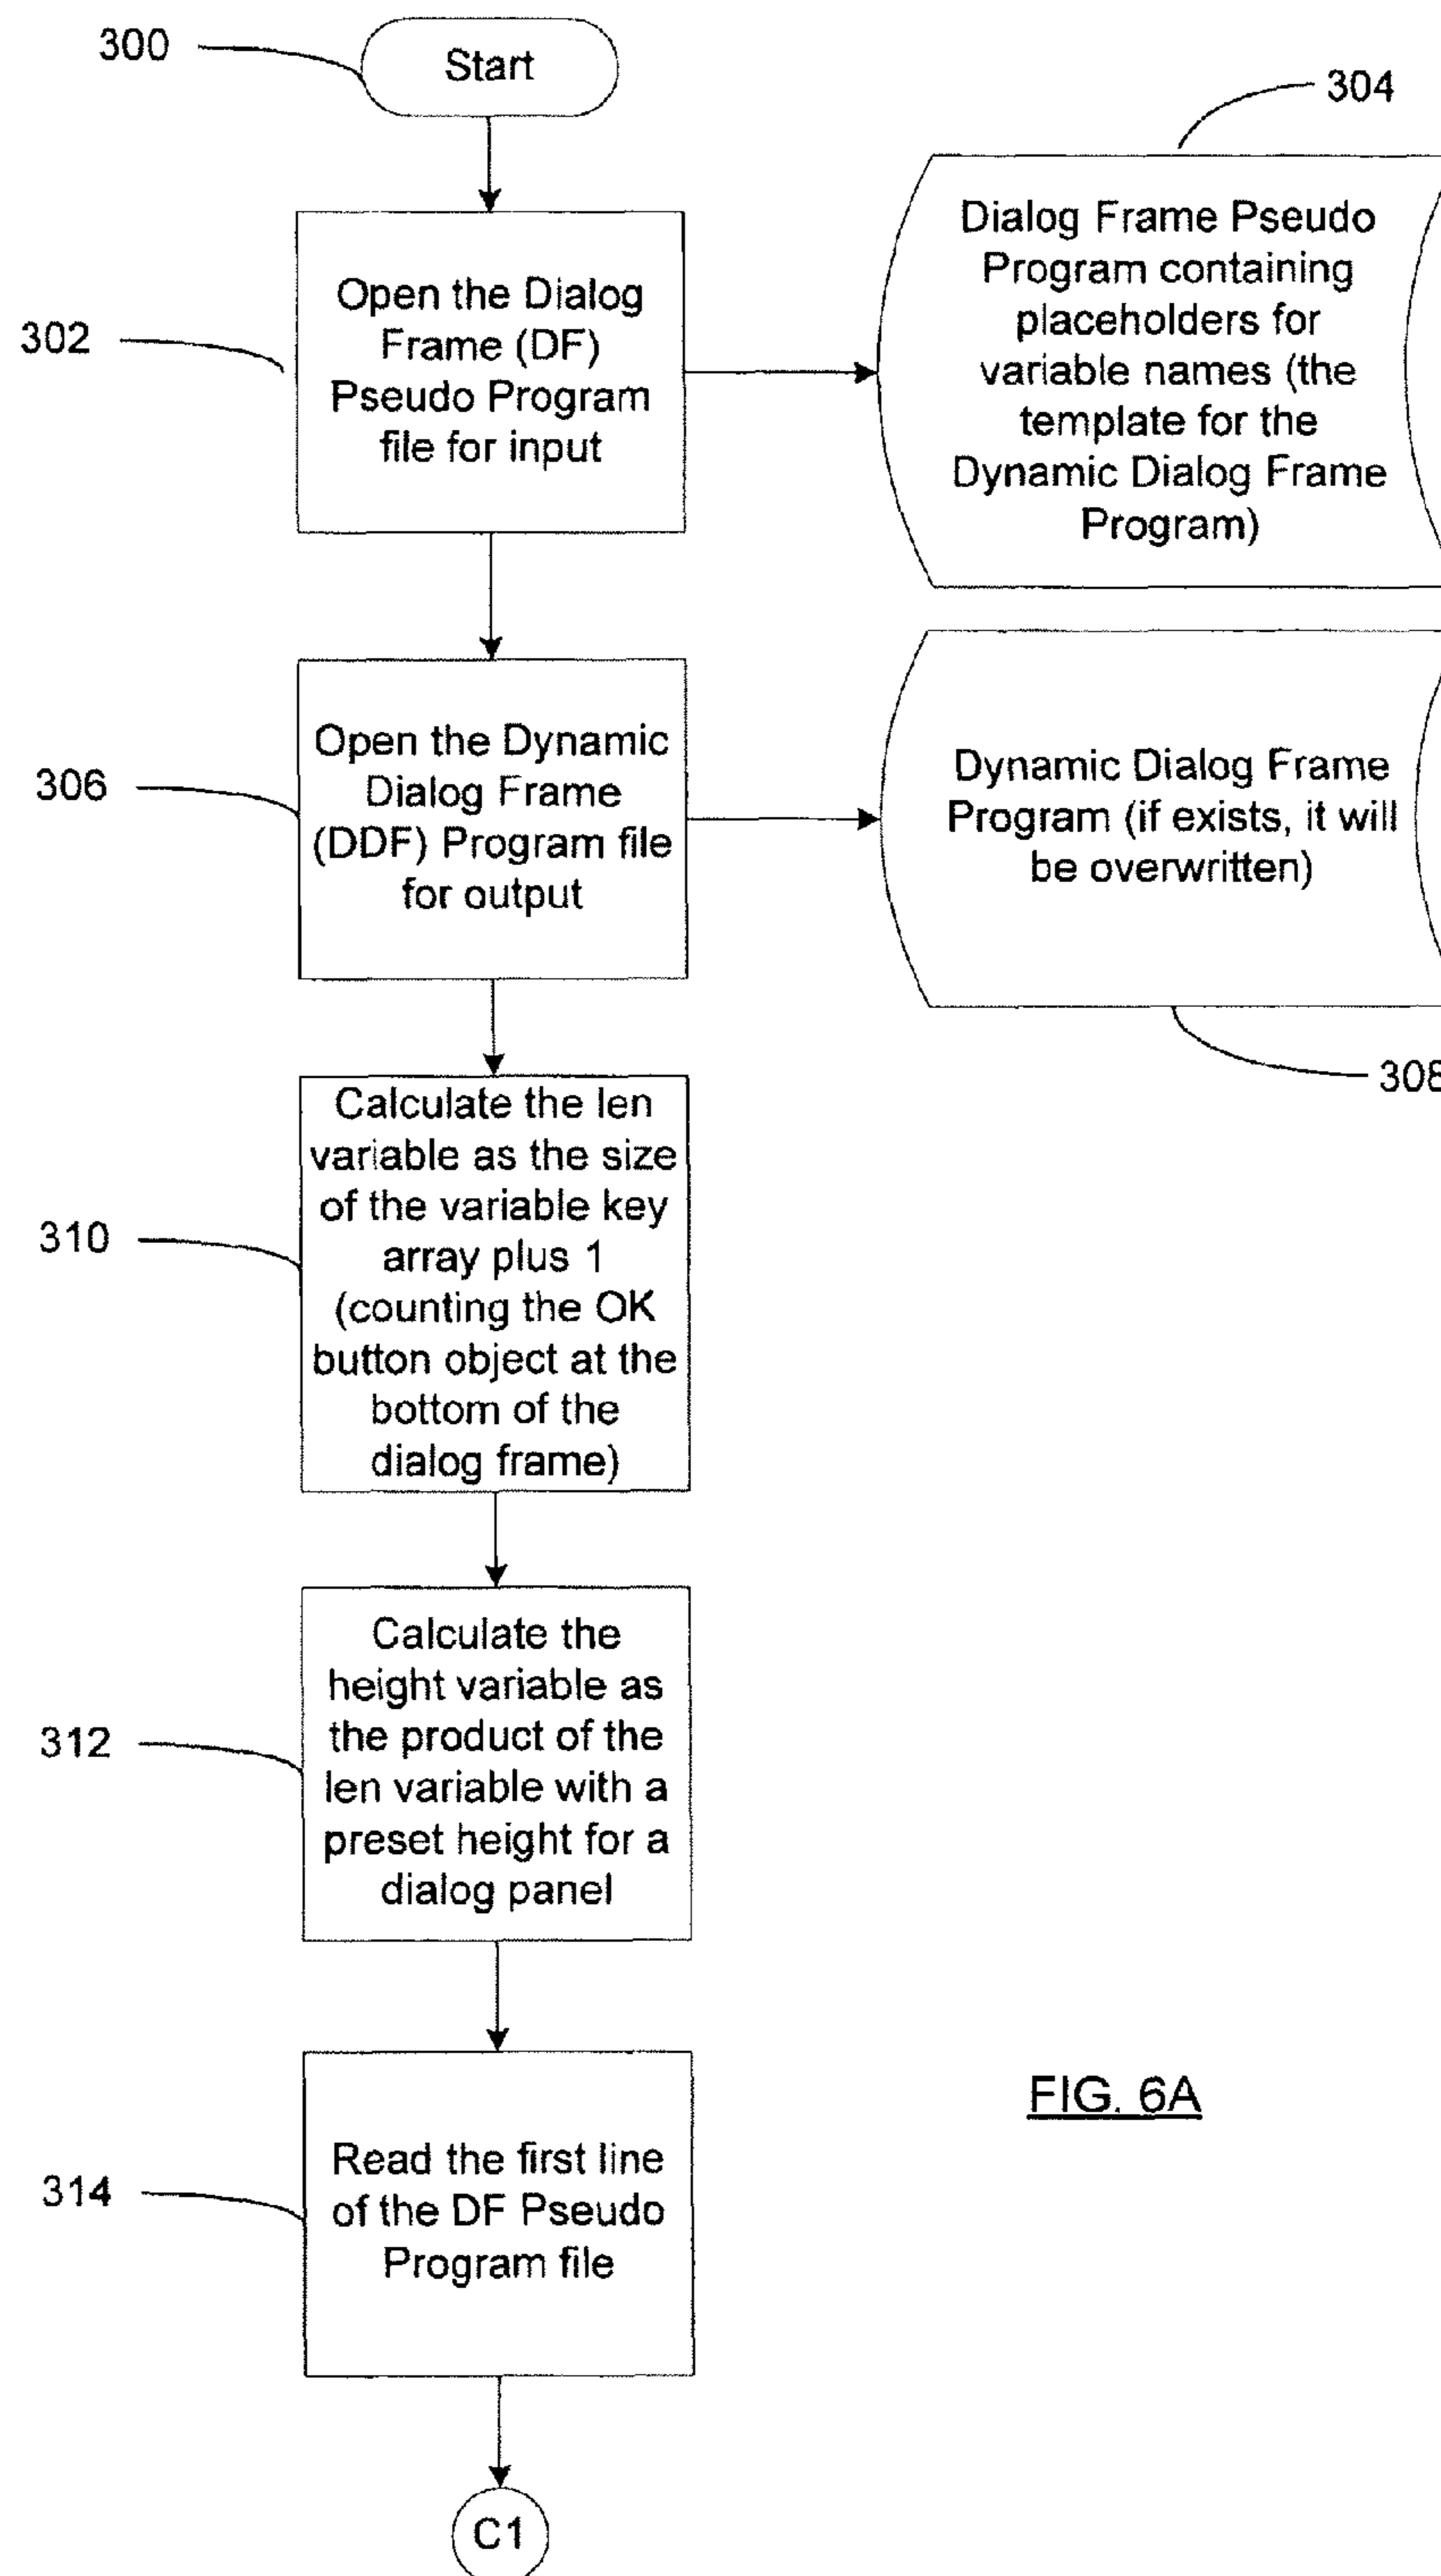 300
Start
304
Dialog Frame Pseudo
Program containing
placeholders for
variable names (the
template for the
Dynamic Dialog Frame
Program)
302
Open the Dialog
Frame (DF)
Pseudo Program
file for input
306
Open the Dynamic
Dialog Frame
(DDF) Program file
for output
Dynamic Dialog Frame
Program (if exists, it will
be overwritten)
308
310
Calculate the len
variable as the size
of the variable key
array plus 1
(counting the OK
button object at the
bottom of the
dialog frame)
312
Calculate the
height variable as
the product of the
len variable with a
preset height for a
dialog panel
314
Read the first line
of the DF Pseudo
Program file
FIG. 6A
C1